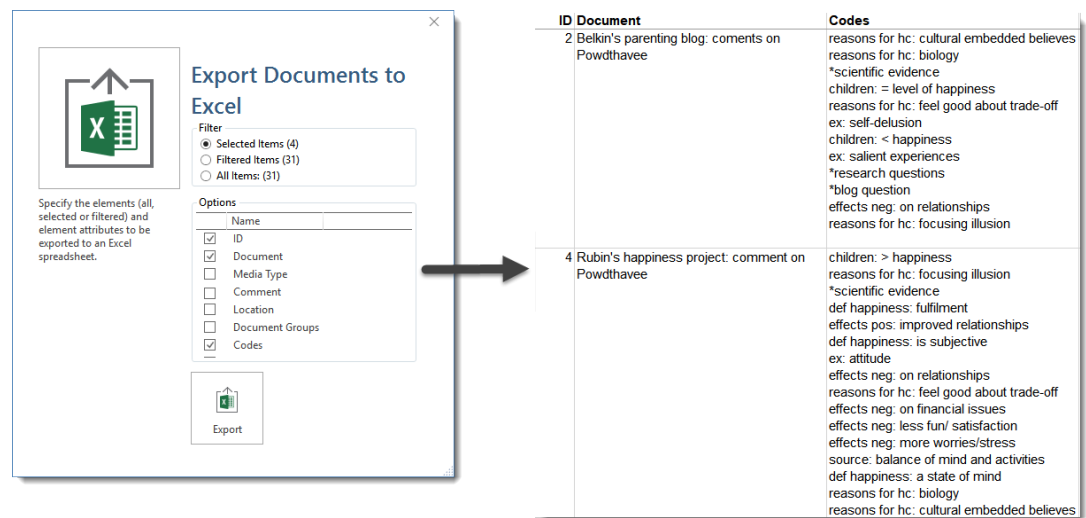 Export Documents to
Excel
Filter
Selected Items (4)
Filtered Items (31)
All Items: (31)
Specify the elements (all,
selected or filtered) and
element attributes to be
exported to an Excel
spreadsheet.
Options
Name
ID
Document
Media Type
Comment
Location
Document Groups
Codes
Export
ID Document Codes
2 Belkin's parenting blog: coments on
Powdthavee
reasons for hc: cultural embedded believes
reasons for hc: biology
*scientific evidence
children: = level of happiness
reasons for hc: feel good about trade-off
ex: self-delusion
children: < happiness
ex: salient experiences
*research questions
*blog question
effects neg: on relationships
reasons for hc: focusing illusion
4 Rubin's happiness project: comment on
Powdthavee
children: > happiness
reasons for hc: focusing illusion
*scientific evidence
def happiness: fulfilment
effects pos: improved relationships
def happiness: is subjective
ex: attitude
effects neg: on relationships
reasons for hc: feel good about trade-off
effects neg: on financial issues
effects neg: less fun/ satisfaction
effects neg: more worries/stress
source: balance of mind and activities
def happiness: a state of mind
reasons for hc: biology
reasons for hc: cultural embedded believes